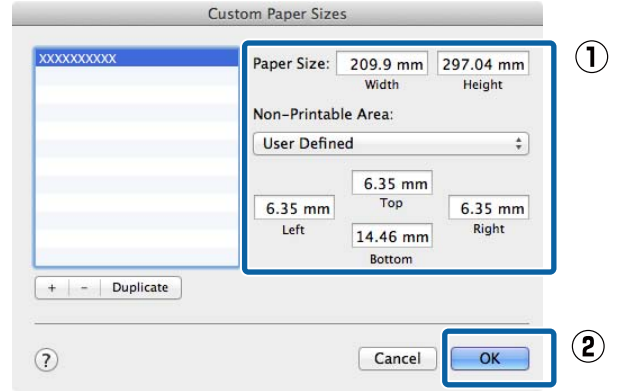 Custom Paper Sizes
XXXXXXXXXX
Paper Size: 209.9 mm 297.04 mm
Width Height
Non-Printable Area:
User Defined
6.35 mm
Top
6.35 mm 6.35 mm
Left Right
14.46 mm
Bottom
+ - Duplicate
? Cancel OK
1
2